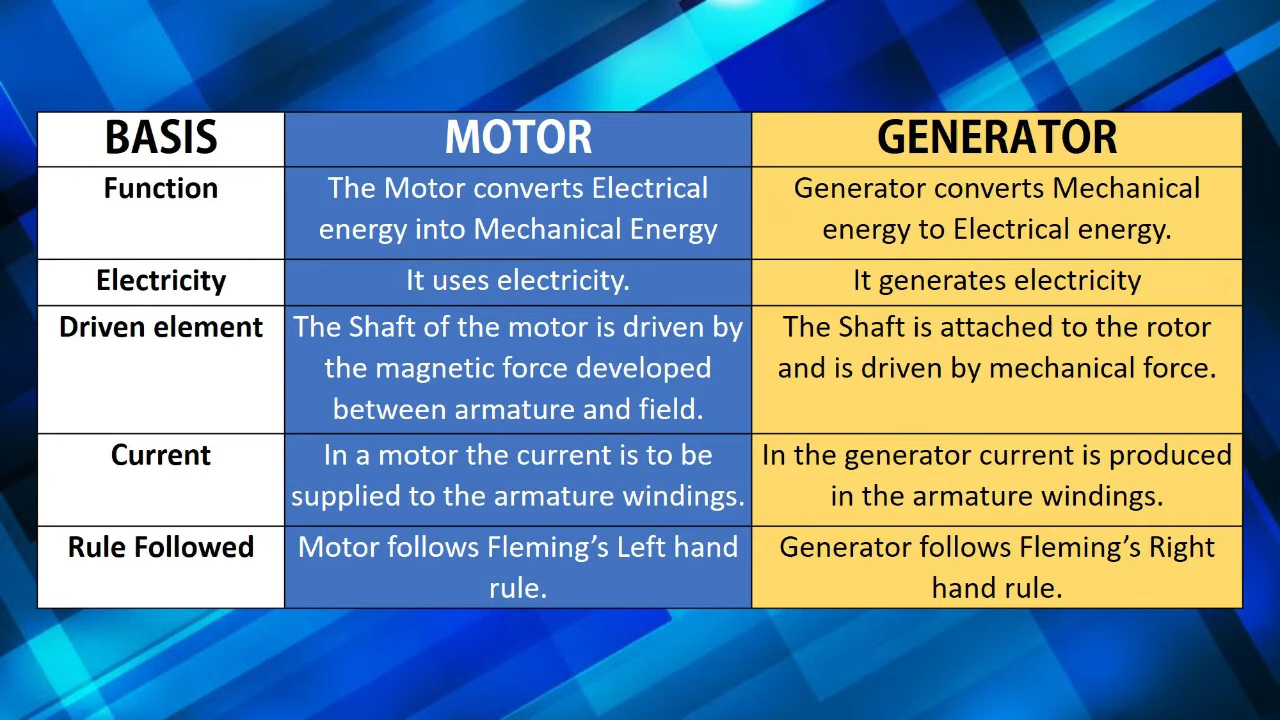 BASIS MOTOR GENERATOR
Function
The Motor converts Electrical
energy into Mechanical Energy
Generator converts Mechanical
energy to Electrical energy.
Electricity
It uses electricity.
It generates electricity
Driven element
The Shaft of the motor is driven by
the magnetic force developed
between armature and field.
The Shaft is attached to the rotor
and is driven by mechanical force.
Current
In a motor the current is to be
supplied to the armature windings.
In the generator current is produced
in the armature windings.
Rule Followed
Motor follows Fleming’s Left hand
rule.
Generator follows Fleming’s Right
hand rule.